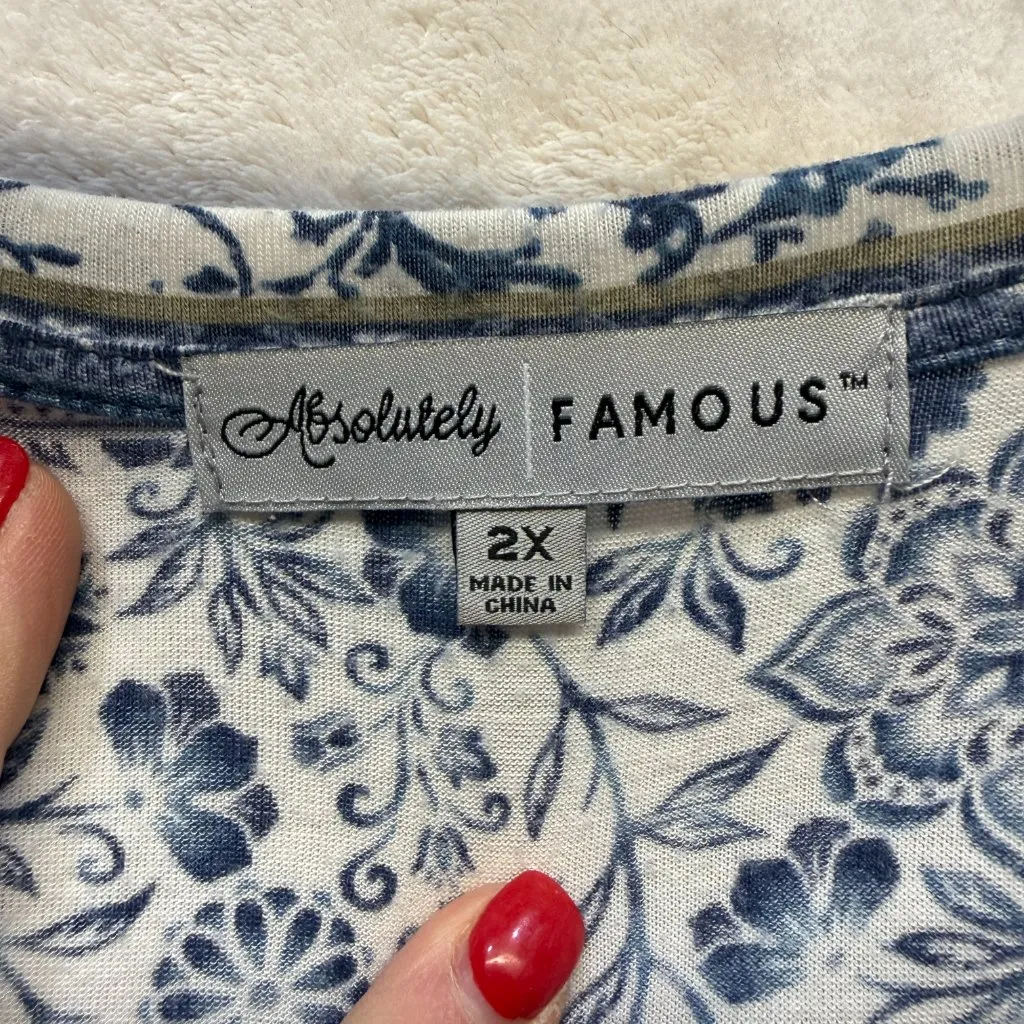 Absolutely | FAMOUS™
2X
MADE IN
CHINA